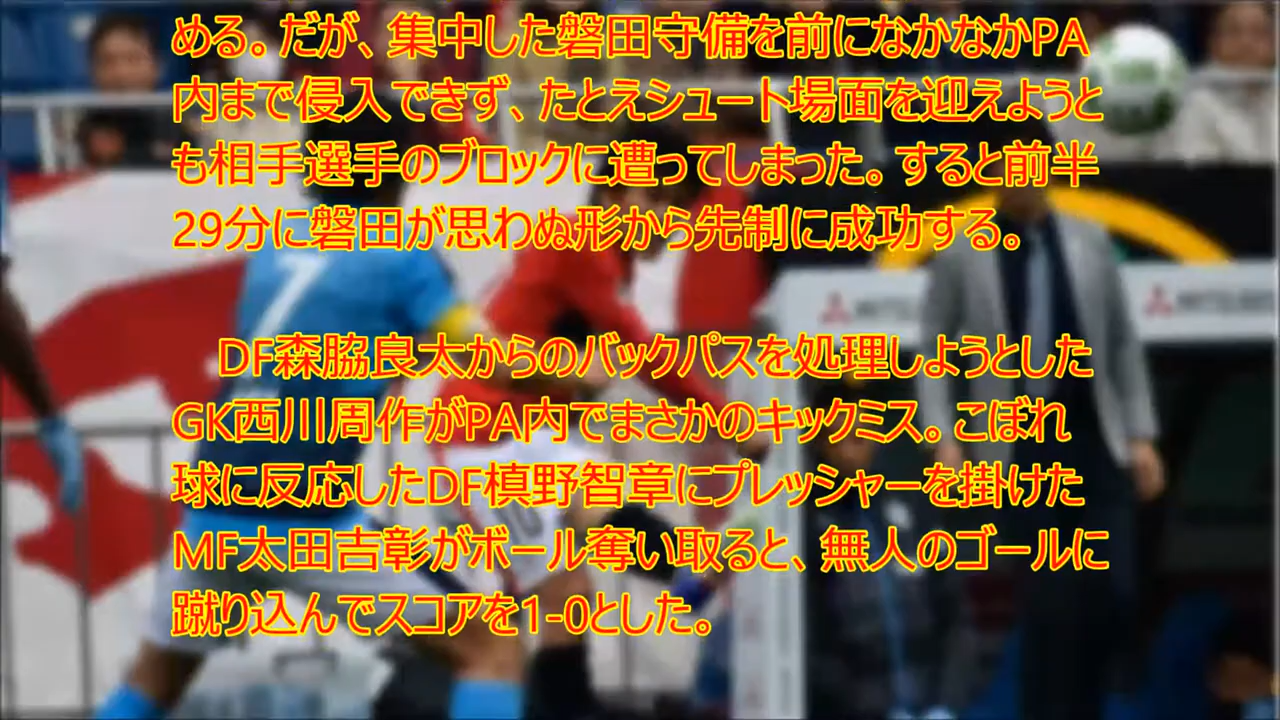 める。だが、集中した磐田守備を前になかなかPA
内まで侵入できず、たとえシュート場面を迎えようと
も相手選手のブロックに遭ってしまった。すると前半
29分に磐田が思わぬ形から先制に成功する。
DF森脇良太からのバックパスを処理しようとした
GK西川周作がPA内でまさかのキックミス。こぼれ
球に反応したDF槙野智章にプレッシャーを掛けた
MF太田吉彰がボール奪い取ると、無人のゴールに
蹴り込んでスコアを1-0とした。
7